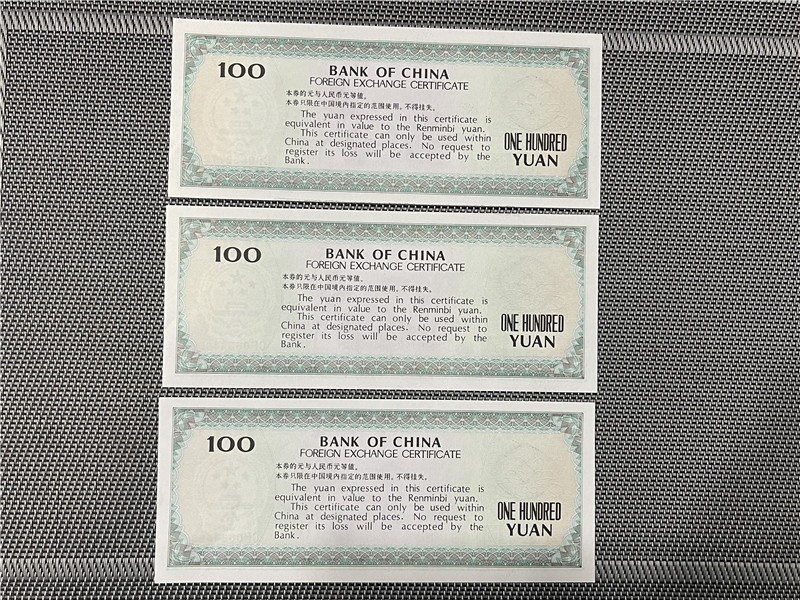 100
BANK OF CHINA
FOREIGN EXCHANGE CERTIFICATE
本券的元与人民币元等值。
本券只限在中国境内指定的范围使用，不得挂失。
The yuan expressed in this certificate is
equivalent in value to the Renminbi yuan.
This certificate can only be used within
China at designated places. No request to
register its loss will be accepted by the
Bank.
ONE HUNDRED
YUAN
100
BANK OF CHINA
FOREIGN EXCHANGE CERTIFICATE
本券的元与人民币元等值。
本券只限在中国境内指定的范围使用，不得挂失。
The yuan expressed in this certificate is
equivalent in value to the Renminbi yuan.
This certificate can only be used within
China at designated places. No request to
register its loss will be accepted by the
Bank.
ONE HUNDRED
YUAN
100
BANK OF CHINA
FOREIGN EXCHANGE CERTIFICATE
本券的元与人民币元等值。
本券只限在中国境内指定的范围使用，不得挂失。
The yuan expressed in this certificate is
equivalent in value to the Renminbi yuan.
This certificate can only be used within
China at designated places. No request to
register its loss will be accepted by the
Bank.
ONE HUNDRED
YUAN